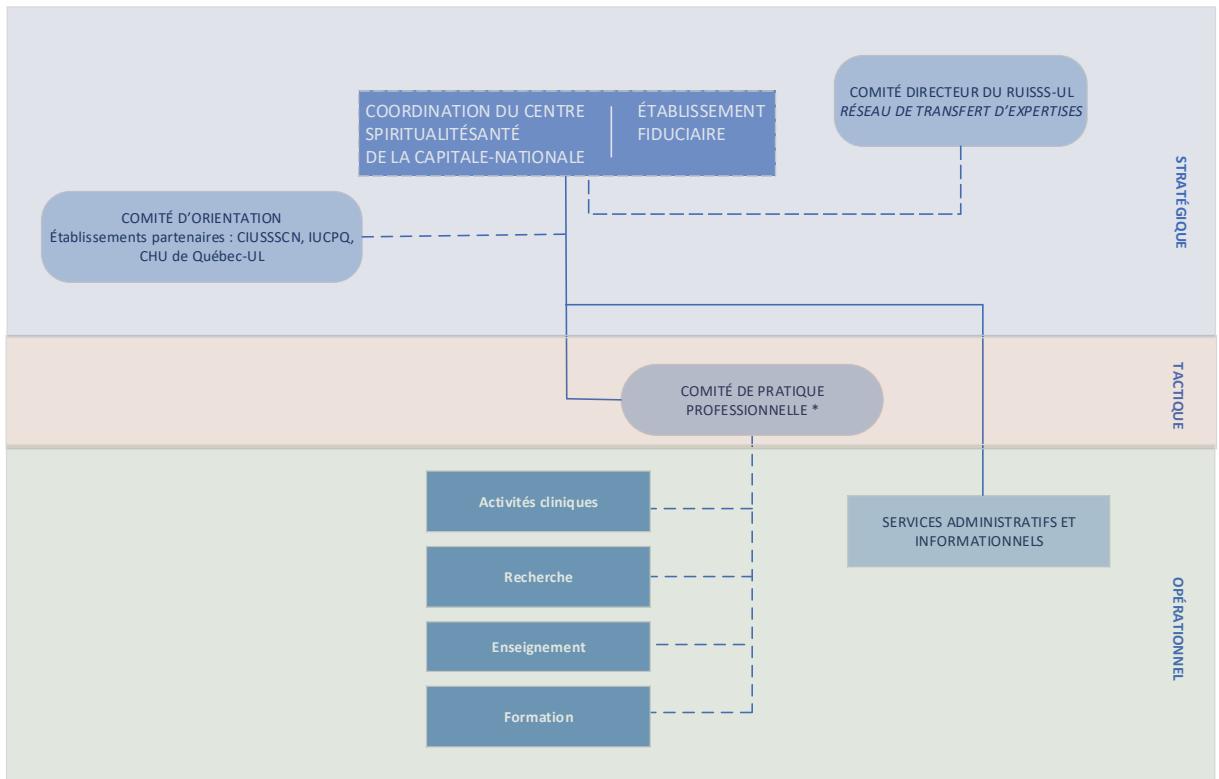 COORDINATION DU CENTRE
SPIRITUALITÉSANTÉ
DE LA CAPITALE-NATIONALE
ÉTABLISSEMENT
FIDUCIAIRE
COMITÉ DIRECTEUR DU RUISSS-UL
RÉSEAU DE TRANSFERT D’EXPERTISES
STRATÉGIQUE
COMITÉ D’ORIENTATION
Établissements partenaires : CIUSSSCN, IUCPQ,
CHU de Québec-UL
TACTIQUE
COMITÉ DE PRATIQUE
PROFESSIONNELLE *
Activités cliniques
SERVICES ADMINISTRATIFS ET
INFORMATIONNELS
Recherche
OPÉRATIONNEL
Enseignement
Formation